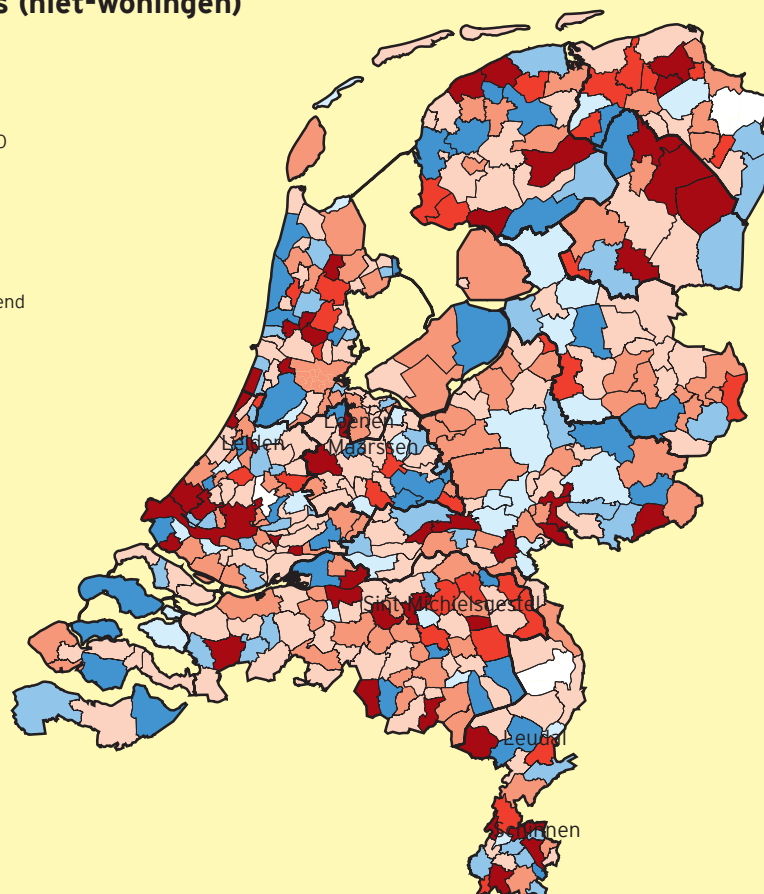 s (niet-woningen)
0
end
Loenen
Leiden
Maarssen
Sint-Michielsgestel
Leudal
Schinnen